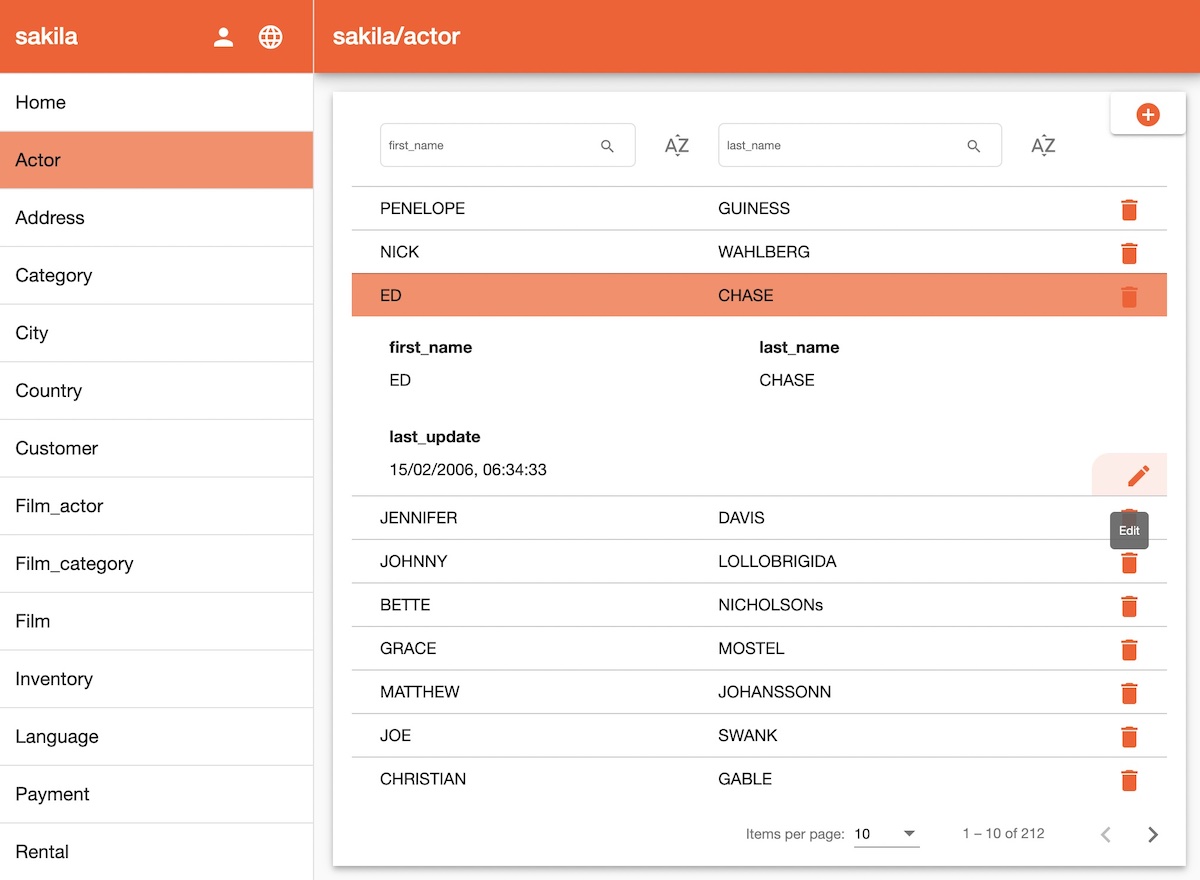 sakila
Home
Actor
Address
Category
City
Country
Customer
Film_actor
Film_category
Film
Inventory
Language
Payment
Rental
sakila/actor
first_name AZ last_name AZ
PENELOPE GUINESS
NICK WAHLBERG
ED CHASE
first_name last_name
ED CHASE
last_update
15/02/2006, 06:34:33
JENNIFER DAVIS
Edit
JOHNNY LOLLOBRIGIDA
BETTE NICHOLSONs
GRACE MOSTEL
MATTHEW JOHANSSONN
JOE SWANK
CHRISTIAN GABLE
Items per page: 10 1 – 10 of 212